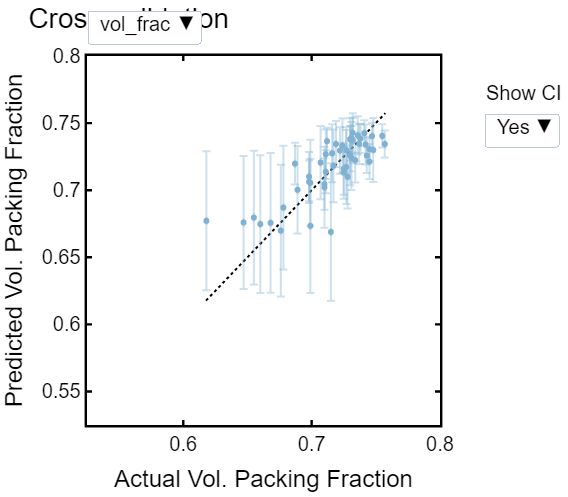 Cros
on
vol_frac ▼
Show CI
Yes ▼
Predicted Vol. Packing Fraction
0.8
0.75
0.7
0.65
0.6
0.55
0.6 0.7 0.8
Actual Vol. Packing Fraction